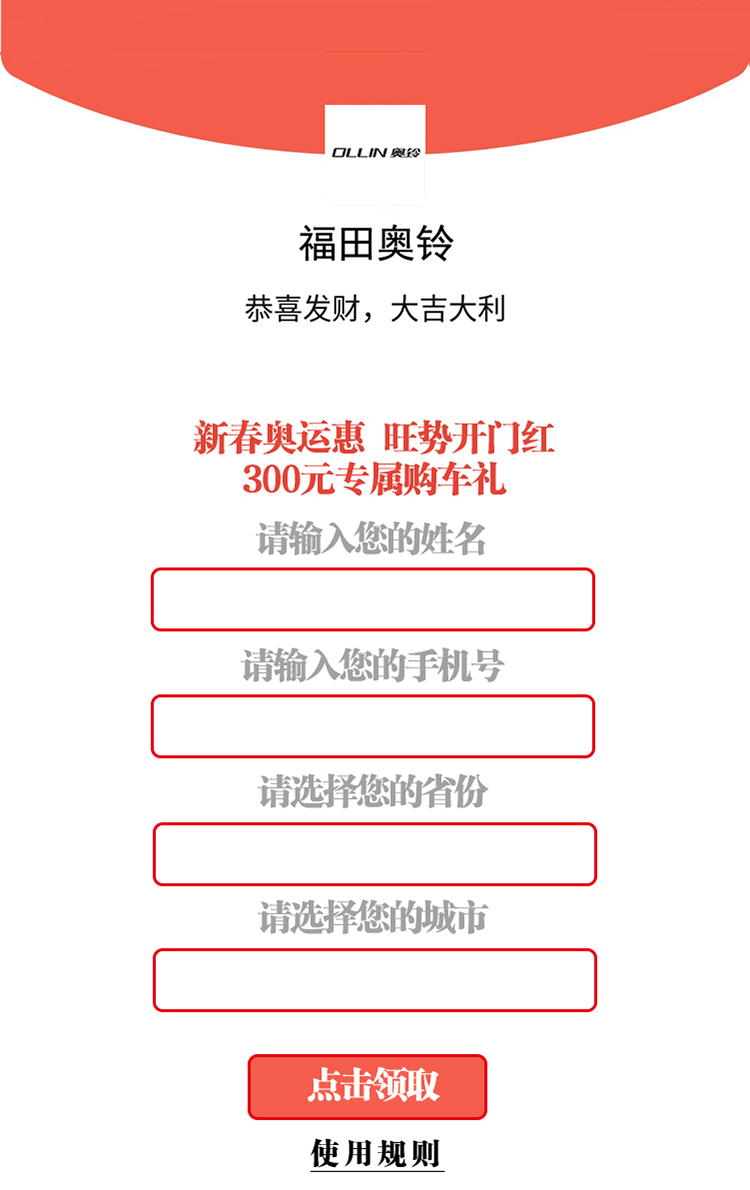 OLLIN 奥铃
福田奥铃
恭喜发财，大吉大利
新春奥运惠 旺势开门红
300元专属购车礼
请输入您的姓名
请输入您的手机号
请选择您的省份
请选择您的城市
点击领取
使用规则